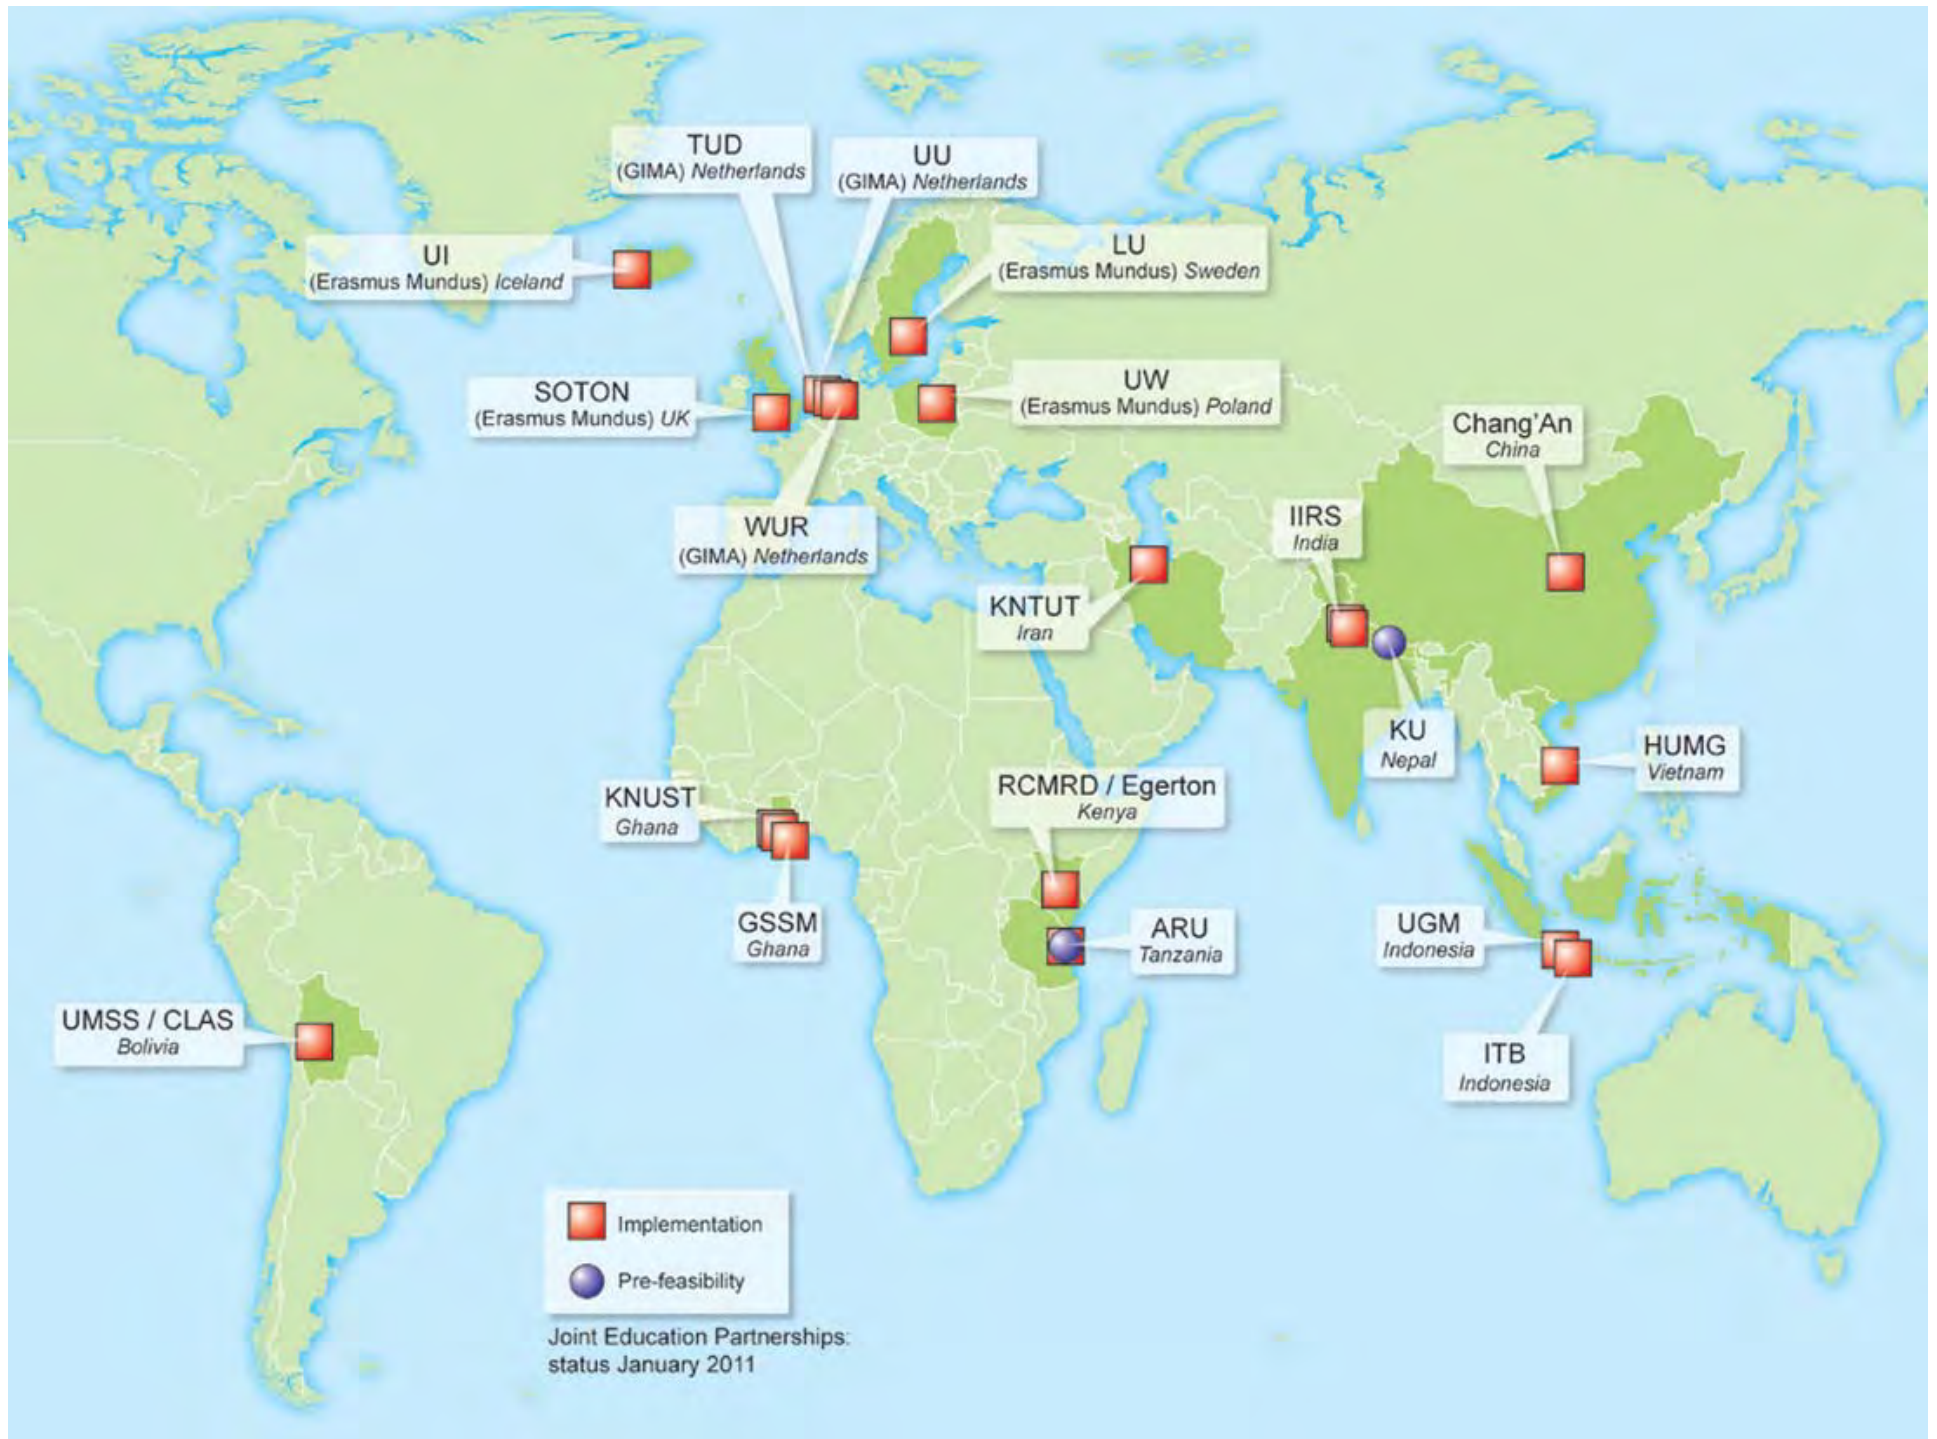 TUD
(GIMA) Netherlands
UU
(GIMA) Netherlands
UI
(Erasmus Mundus) Iceland
LU
(Erasmus Mundus) Sweden
SOTON
(Erasmus Mundus) UK
UW
(Erasmus Mundus) Poland
Chang'An
China
WUR
(GIMA) Netherlands
IIRS
India
KNTUT
Iran
KU
Nepal
HUMG
Vietnam
KNUST
Ghana
RCMRD / Egerton
Kenya
GSSM
Ghana
ARU
Tanzania
UGM
Indonesia
UMSS / CLAS
Bolivia
ITB
Indonesia
Implementation
Pre-feasibility
Joint Education Partnerships:
status January 2011